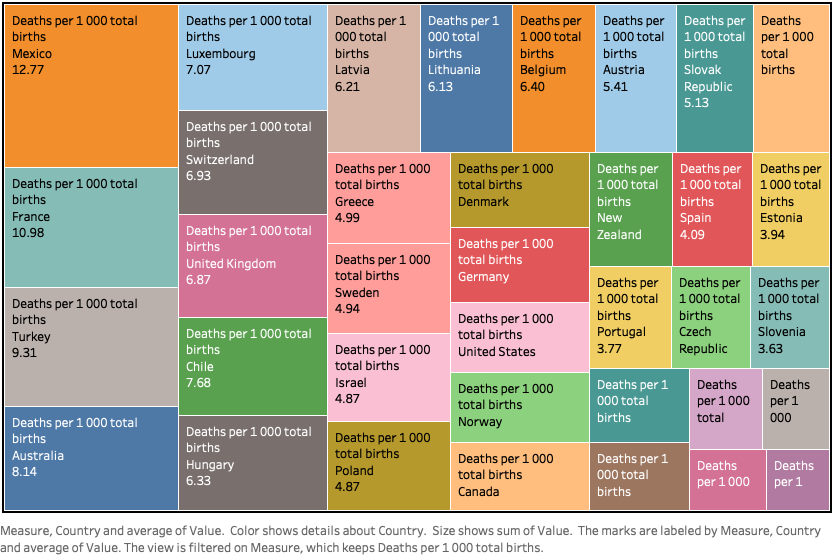 Deaths per 1 000 total
births
Mexico
12.77
Deaths per 1 000 total
births
France
10.98
Deaths per 1 000 total
births
Turkey
9.31
Deaths per 1 000 total
births
Australia
8.14
Deaths per 1 000 total
births
Luxembourg
7.07
Deaths per 1 000 total
births
Switzerland
6.93
Deaths per 1 000 total
births
United Kingdom
6.87
Deaths per 1 000 total
births
Chile
7.68
Deaths per 1 000 total
births
Hungary
6.33
Deaths per 1
000 total
births
Latvia
6.21
Deaths per 1
000 total
births
Lithuania
6.13
Deaths per
1 000 total
births
Belgium
6.40
Deaths per
1 000 total
births
Austria
5.41
Deaths per
1 000 total
births
Slovak
Republic
5.13
Deaths
per 1 000
total
births
Deaths per 1 000
total births
Greece
4.99
Deaths per 1 000
total births
Sweden
4.94
Deaths per 1 000
total births
Israel
4.87
Deaths per 1 000
total births
Poland
4.87
Deaths per 1 000
total births
Denmark
Deaths per 1 000
total births
Germany
Deaths per 1 000
total births
United States
Deaths per 1 000
total births
Norway
Deaths per 1 000
total births
Canada
Deaths per
1 000 total
births
New
Zealand
Deaths per
1 000 total
births
Spain
4.09
Deaths per
1 000 total
births
Estonia
3.94
Deaths per
1 000 total
births
Portugal
3.77
Deaths per
1 000 total
births
Czech
Republic
Deaths per
1 000 total
births
Slovenia
3.63
Deaths per 1
000 total
births
Deaths per 1
000 total
births
Deaths
per 1 000
total
Deaths
per 1
000
Deaths
per 1 000
Deaths
per 1
Measure, Country and average of Value. Color shows details about Country. Size shows sum of Value. The marks are labeled by Measure, Country
and average of Value. The view is filtered on Measure, which keeps Deaths per 1 000 total births.